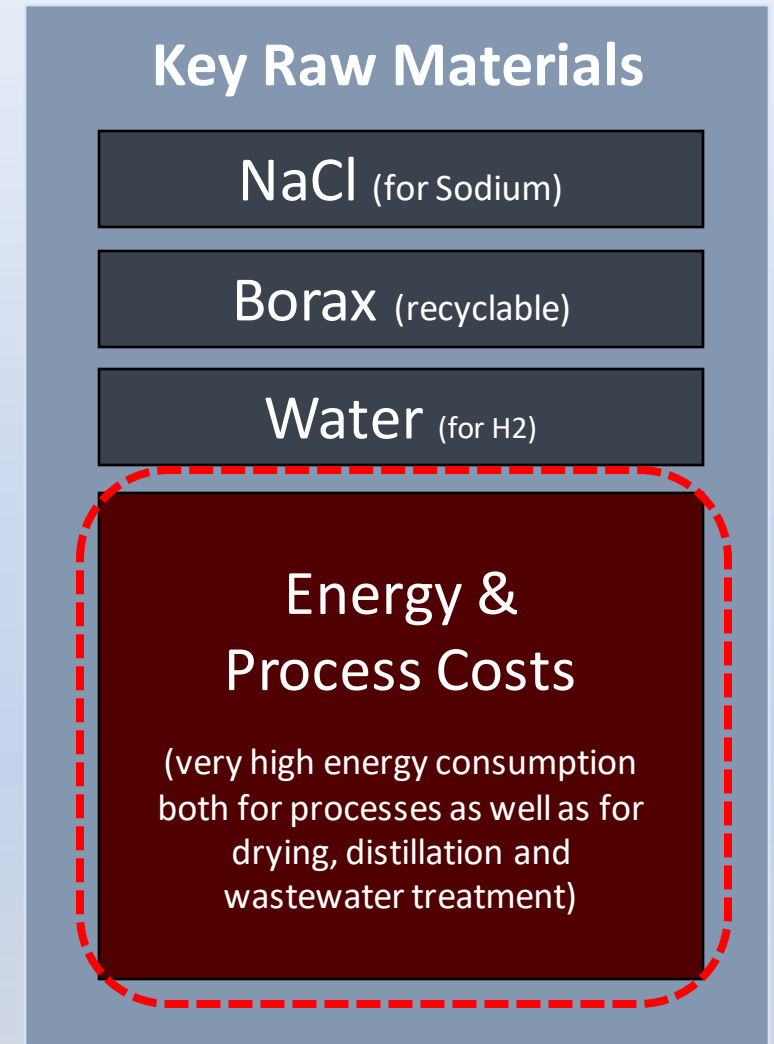 Key Raw Materials
NaCl (for Sodium)
Borax (recyclable)
Water (for H2)
Energy &
Process Costs
(very high energy consumption
both for processes as well as for
drying, distillation and
wastewater treatment)